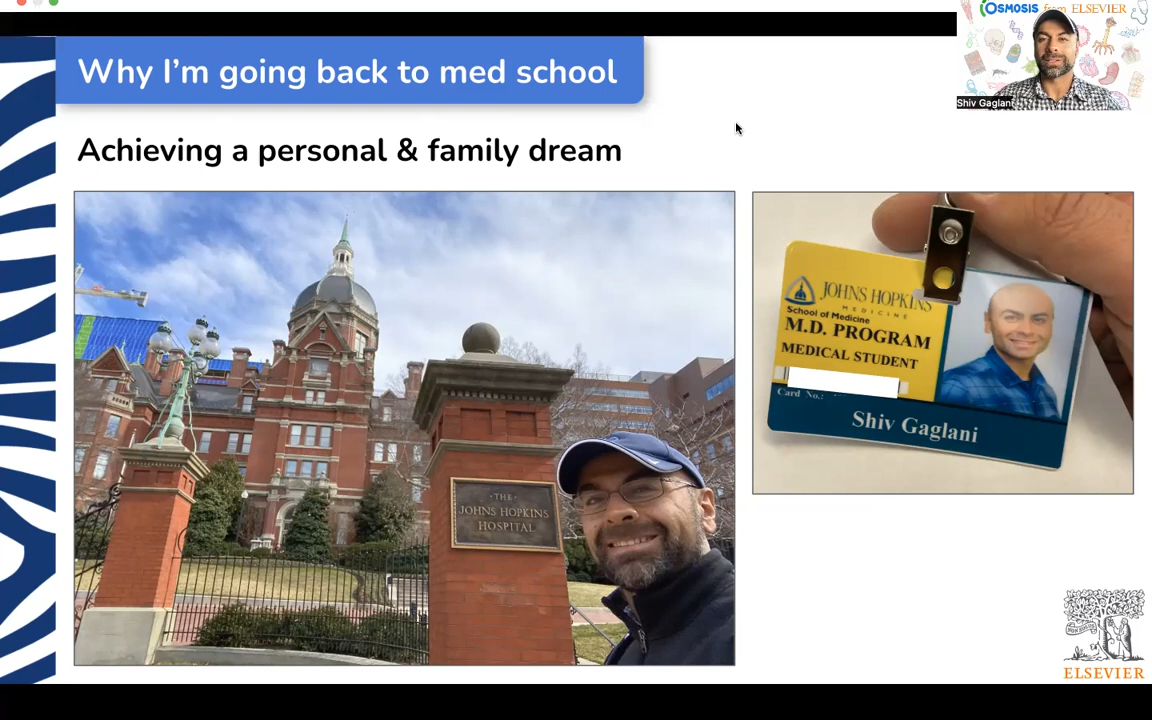 Why I'm going back to med school
OSMOSIS from ELSEVIER
Shiv Gaglani
Achieving a personal & family dream
·THE·
JOHNS HOPKINS
HOSPITAL
JOHNS HOPKINS
MEDICINE
School of Medicine
M.D. PROGRAM
MEDICAL STUDENT
Card No.:
Shiv Gaglani
ELSEVIER